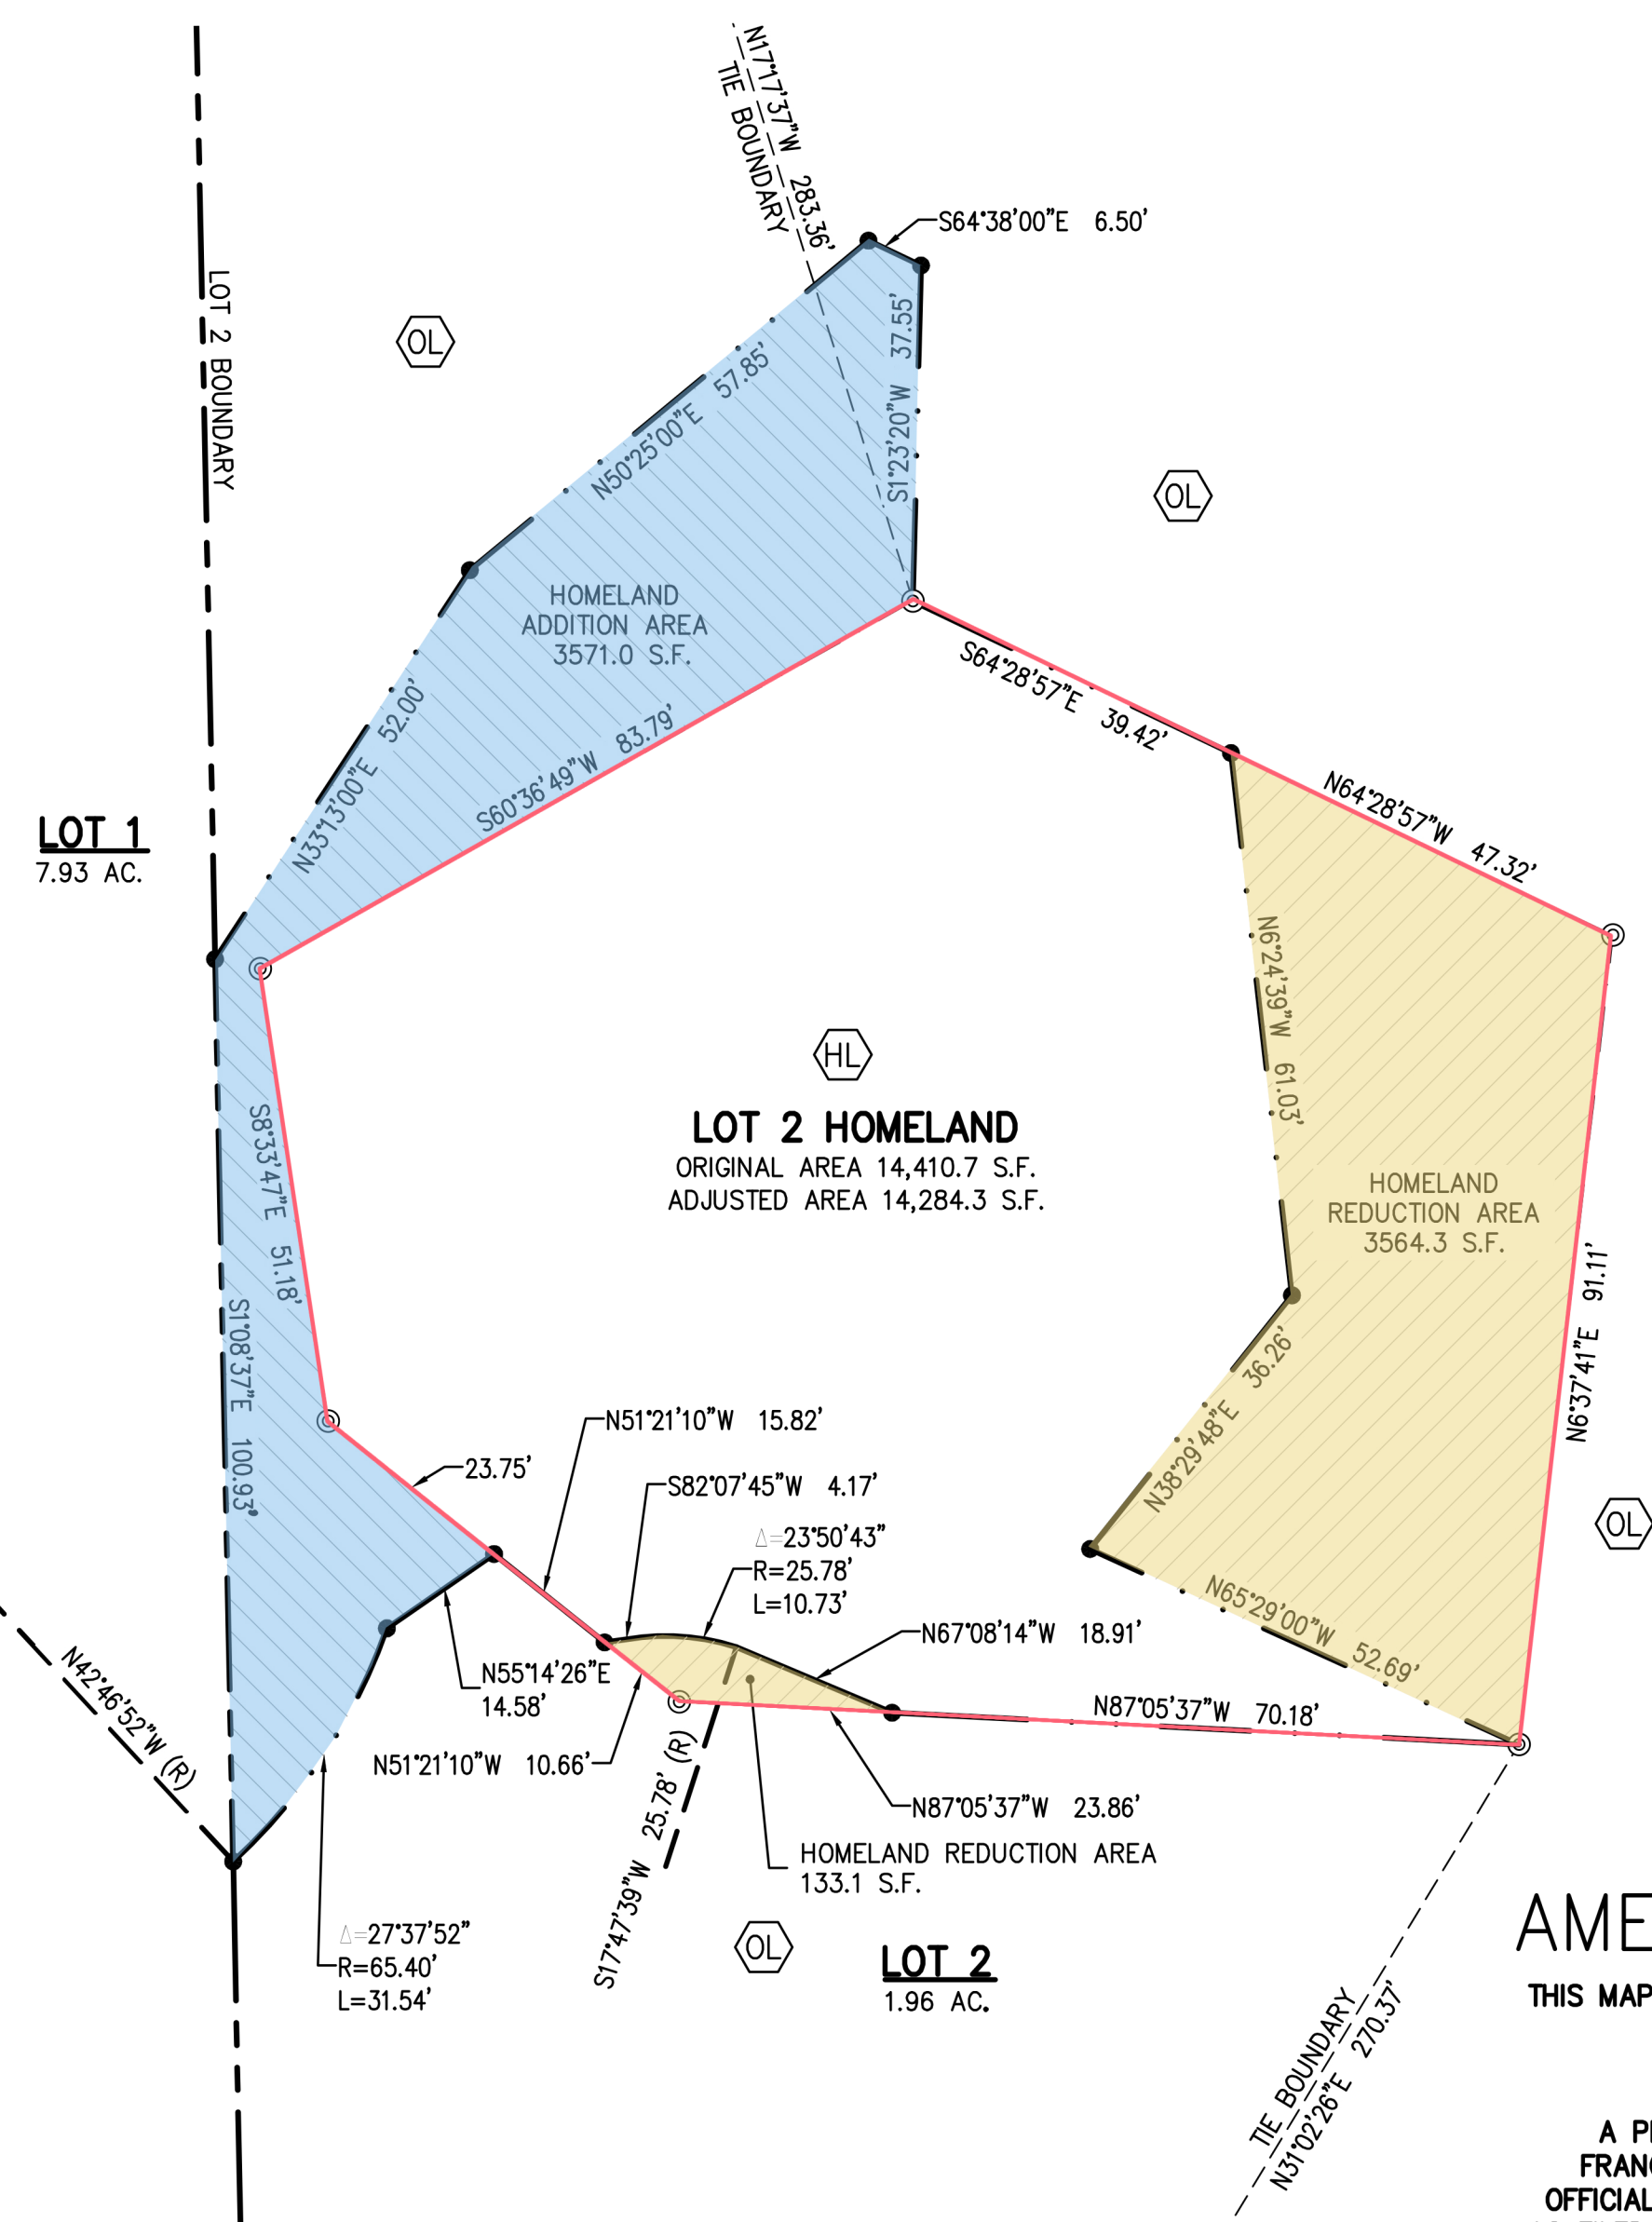 N17°17'37"W 283.36'
TIE BOUNDARY
S64°38'00"E 6.50'
LOT 2 BOUNDARY
OL
S1°23'20"W 37.55'
N50°25'00"E 57.85'
OL
HOMELAND
ADDITION AREA
3571.0 S.F.
S64°28'57"E 39.42'
N33°13'00"E 52.00'
S60°36'49"W 83.79'
N64°28'57"W 47.32'
LOT 1
7.93 AC.
N6°24'39"W 61.03'
HL
LOT 2 HOMELAND
ORIGINAL AREA 14,410.7 S.F.
ADJUSTED AREA 14,284.3 S.F.
S8°33'47"E 51.18'
HOMELAND
REDUCTION AREA
3564.3 S.F.
N6°37'41"E 91.11'
S1°08'37"E 100.93'
N38°29'48"E 36.26'
N51°21'10"W 15.82'
23.75'
S82°07'45"W 4.17'
OL
Δ=23°50'43"
R=25.78'
L=10.73'
N65°29'00"W 52.69'
N67°08'14"W 18.91'
N42°46'52"W (R)
N55°14'26"E
14.58'
N87°05'37"W 70.18'
N51°21'10"W 10.66'
S17°47'39"W 25.78' (R)
N87°05'37"W 23.86'
HOMELAND REDUCTION AREA
133.1 S.F.
Δ=27°37'52"
R=65.40'
L=31.54'
OL
LOT 2
1.96 AC.
AME
THIS MAP
TIE BOUNDARY
N31°02'26"E 270.37'
FRANC
OFFICIAL